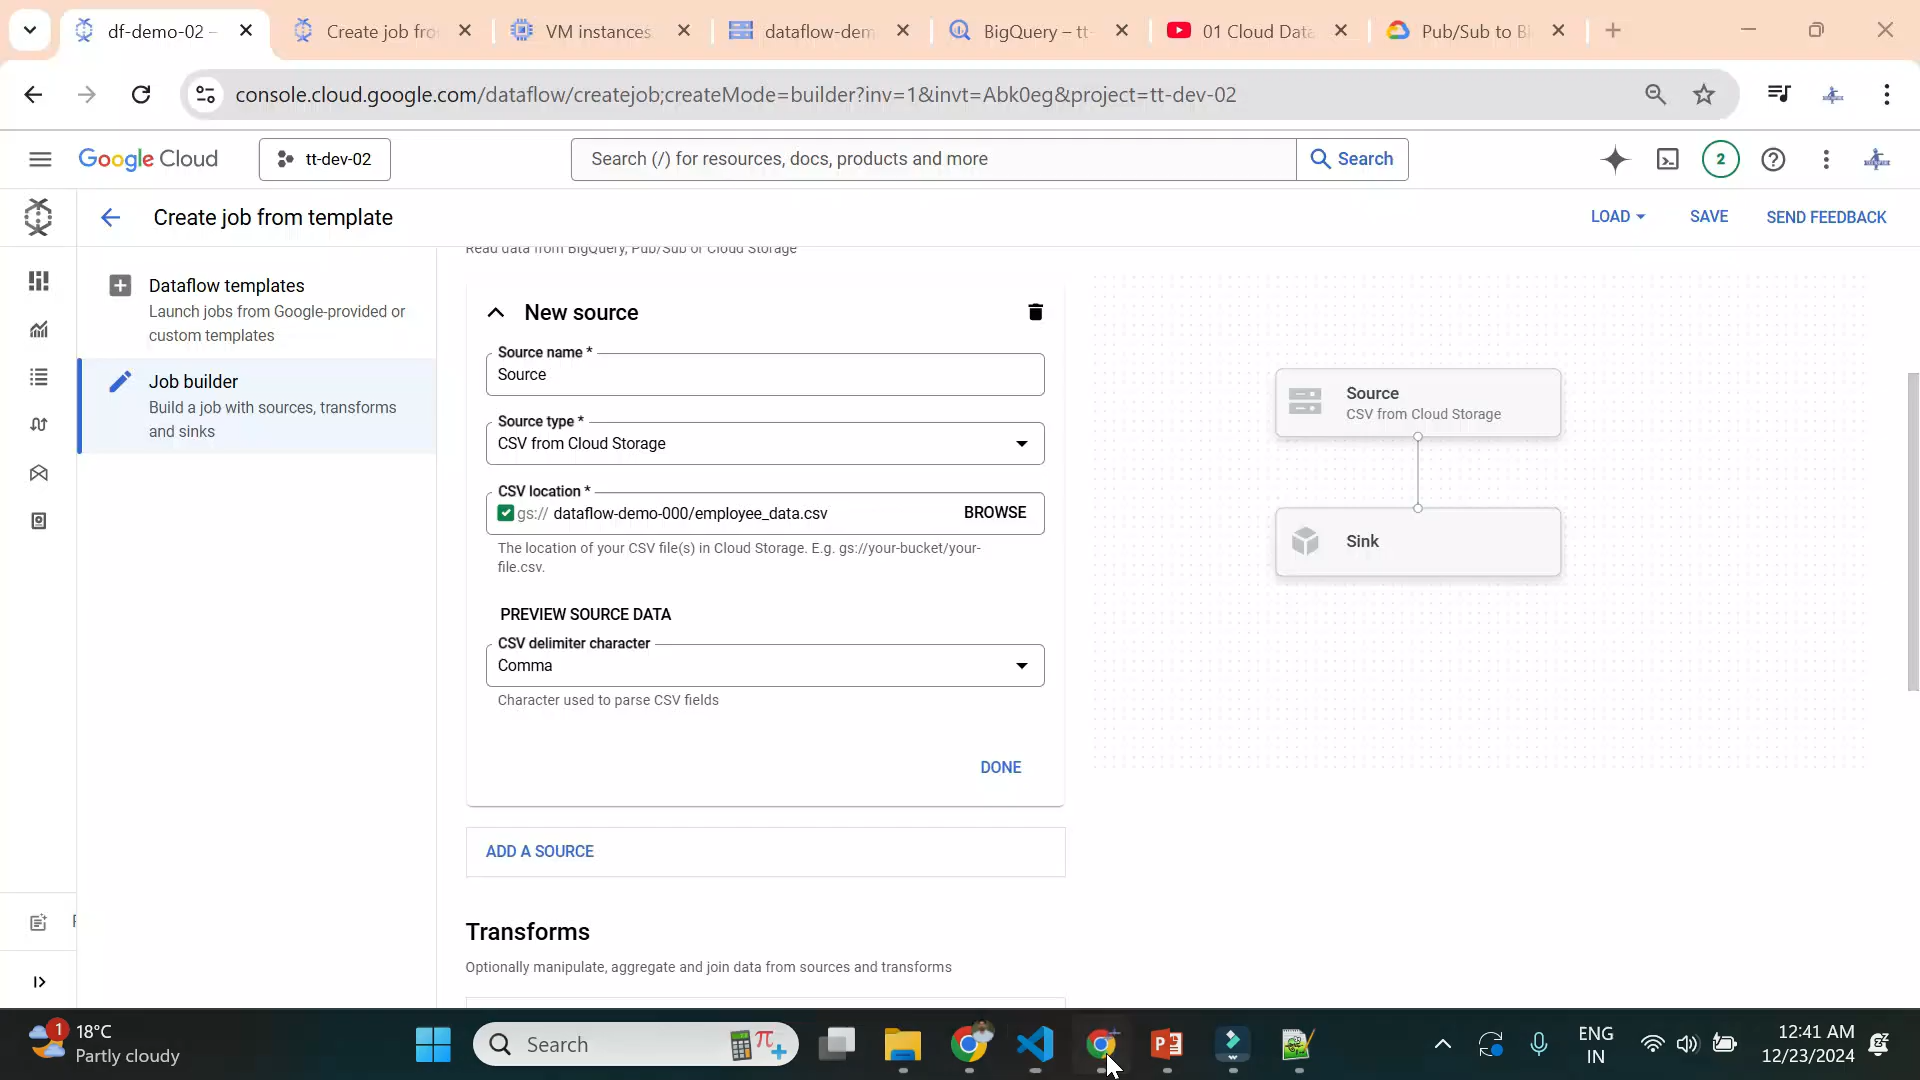 df-demo-02 –
Create job fro
VM instances
dataflow-dem
BigQuery – tt-
01 Cloud Data
Pub/Sub to Bi
console.cloud.google.com/dataflow/createjob;createMode=builder?inv=1&invt=Abk0eg&project=tt-dev-02
Google Cloud
tt-dev-02
Search (/) for resources, docs, products and more
Search
2
Create job from template
LOAD
SAVE
SEND FEEDBACK
Dataflow templates
Launch jobs from Google-provided or
custom templates
Job builder
Build a job with sources, transforms
and sinks
Read data from BigQuery, Pub/Sub or Cloud Storage
New source
Source name *
Source
Source type *
CSV from Cloud Storage
CSV location *
gs:// dataflow-demo-000/employee_data.csv
BROWSE
The location of your CSV file(s) in Cloud Storage. E.g. gs://your-bucket/your-
file.csv.
PREVIEW SOURCE DATA
CSV delimiter character
Comma
Character used to parse CSV fields
DONE
ADD A SOURCE
Transforms
Optionally manipulate, aggregate and join data from sources and transforms
Source
CSV from Cloud Storage
Sink
1
18°C
Partly cloudy
Search
ENG
IN
12:41 AM
12/23/2024